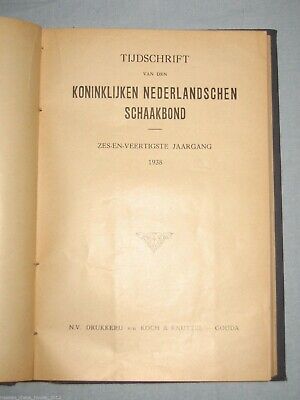 TIJDSCHRIFT
VAN DEN
KONINKLIJKEN NEDERLANDSCHEN
SCHAAKBOND
ZES-EN-VEERTIGSTE JAARGANG
1938
N.V. DRUKKERIJ v/h KOCH & KNUTTEL — GOUDA